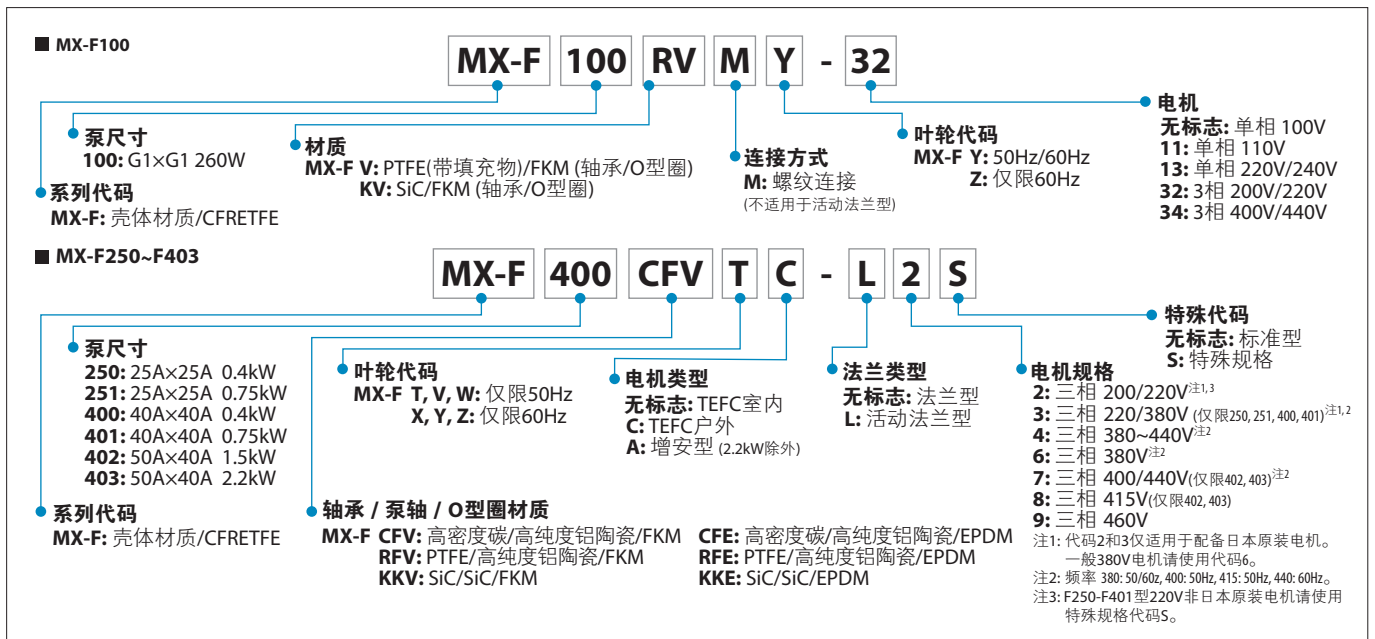 ■ MX-F100
MX-F 100 RV M Y - 32
泵尺寸
100: G1×G1 260W
系列代码
MX-F: 壳体材质/CFRETFE
材质
MX-F V: PTFE(带填充物)/FKM (轴承/O型圈)
KV: SiC/FKM (轴承/O型圈)
连接方式
M: 螺纹连接
(不适用于活动法兰型)
叶轮代码
MX-F Y: 50Hz/60Hz
Z: 仅限60Hz
电机
无标志: 单相 100V
11: 单相 110V
13: 单相 220V/240V
32: 3相 200V/220V
34: 3相 400V/440V
■ MX-F250~F403
MX-F 400 CFV T C - L 2 S
泵尺寸
250: 25A×25A 0.4kW
251: 25A×25A 0.75kW
400: 40A×40A 0.4kW
401: 40A×40A 0.75kW
402: 50A×40A 1.5kW
403: 50A×40A 2.2kW
系列代码
MX-F: 壳体材质/CFRETFE
叶轮代码
MX-F T, V, W: 仅限50Hz
X, Y, Z: 仅限60Hz
电机类型
无标志: TEFC室内
C: TEFC户外
A: 增安型 (2.2kW除外)
法兰类型
无标志: 法兰型
L: 活动法兰型
轴承 / 泵轴 / O型圈材质
MX-F CFV: 高密度碳/高纯度铝陶瓷/FKM CFE: 高密度碳/高纯度铝陶瓷/EPDM
RFV: PTFE/高纯度铝陶瓷/FKM RFE: PTFE/高纯度铝陶瓷/EPDM
KKV: SiC/SiC/FKM KKE: SiC/SiC/EPDM
特殊代码
无标志: 标准型
S: 特殊规格
电机规格
2: 三相 200/220V注1,3
3: 三相 220/380V (仅限250, 251, 400, 401)注1,2
4: 三相 380~440V注2
6: 三相 380V注2
7: 三相 400/440V(仅限402, 403)注2
8: 三相 415V(仅限402, 403)
9: 三相 460V
注1: 代码2和3仅适用于配备日本原装电机。
一般380V电机请使用代码6。
注2: 频率 380: 50/60z, 400: 50Hz, 415: 50Hz, 440: 60Hz。
注3: F250-F401型220V非日本原装电机请使用
特殊规格代码S。